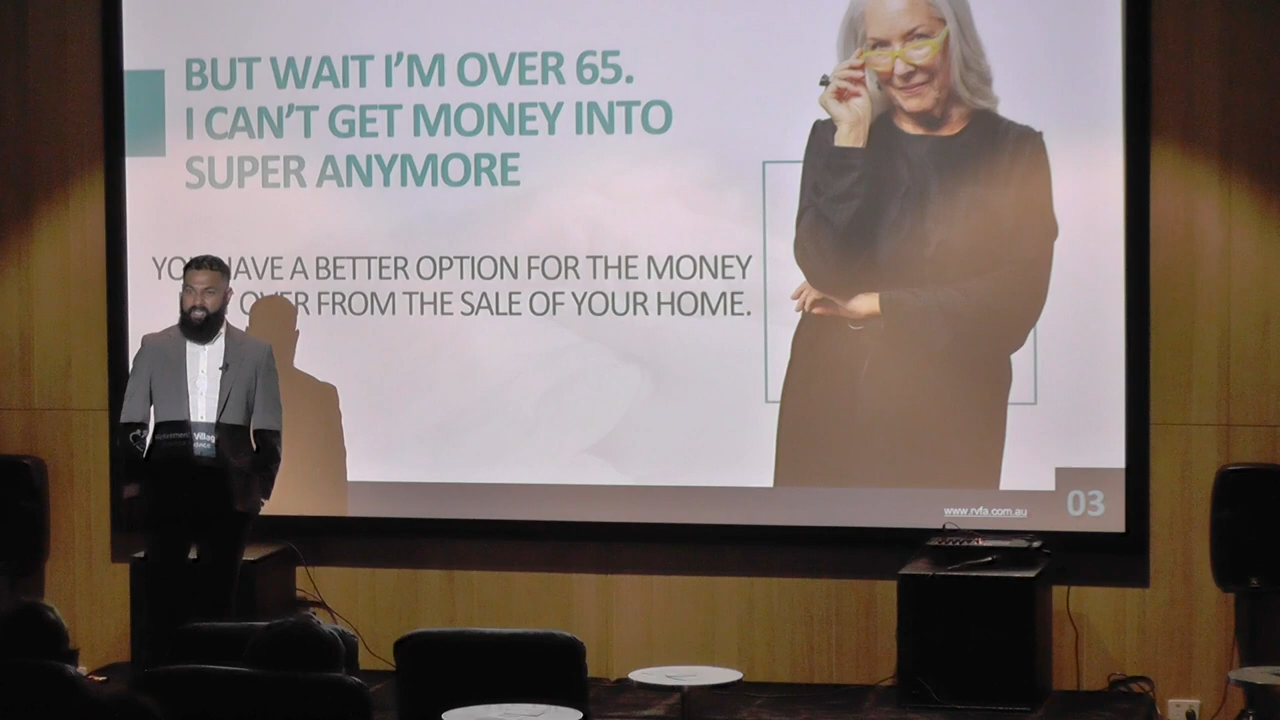 BUT WAIT I'M OVER 65.
I CAN'T GET MONEY INTO
SUPER ANYMORE
HAVE A BETTER OPTION FOR THE MONEY
OVER FROM THE SALE OF YOUR HOME.
Village
www.rvfa.com.au
03